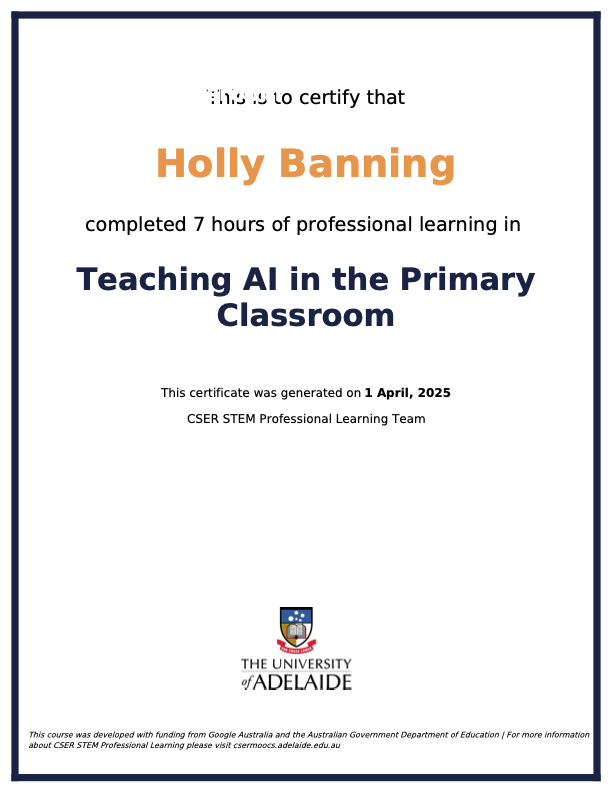 This is to certify that
Holly Banning
completed 7 hours of professional learning in
Teaching AI in the Primary
Classroom
This certificate was generated on 1 April, 2025
CSER STEM Professional Learning Team
THE UNIVERSITY
of ADELAIDE
This course was developed with funding from Google Australia and the Australian Government Department of Education | For more information
about CSER STEM Professional Learning please visit csermoocs.adelaide.edu.au